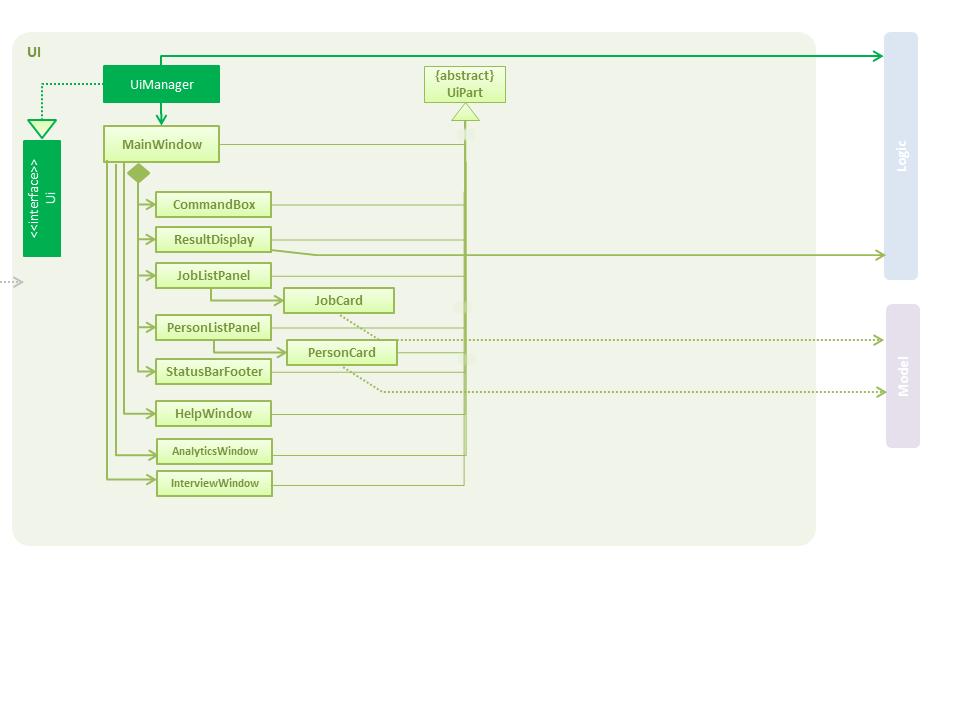 UI
UiManager
{abstract}
UiPart
<<interface>>
Ui
MainWindow
CommandBox
ResultDisplay
JobListPanel
JobCard
PersonListPanel
PersonCard
StatusBarFooter
HelpWindow
AnalyticsWindow
InterviewWindow
Logic
Model